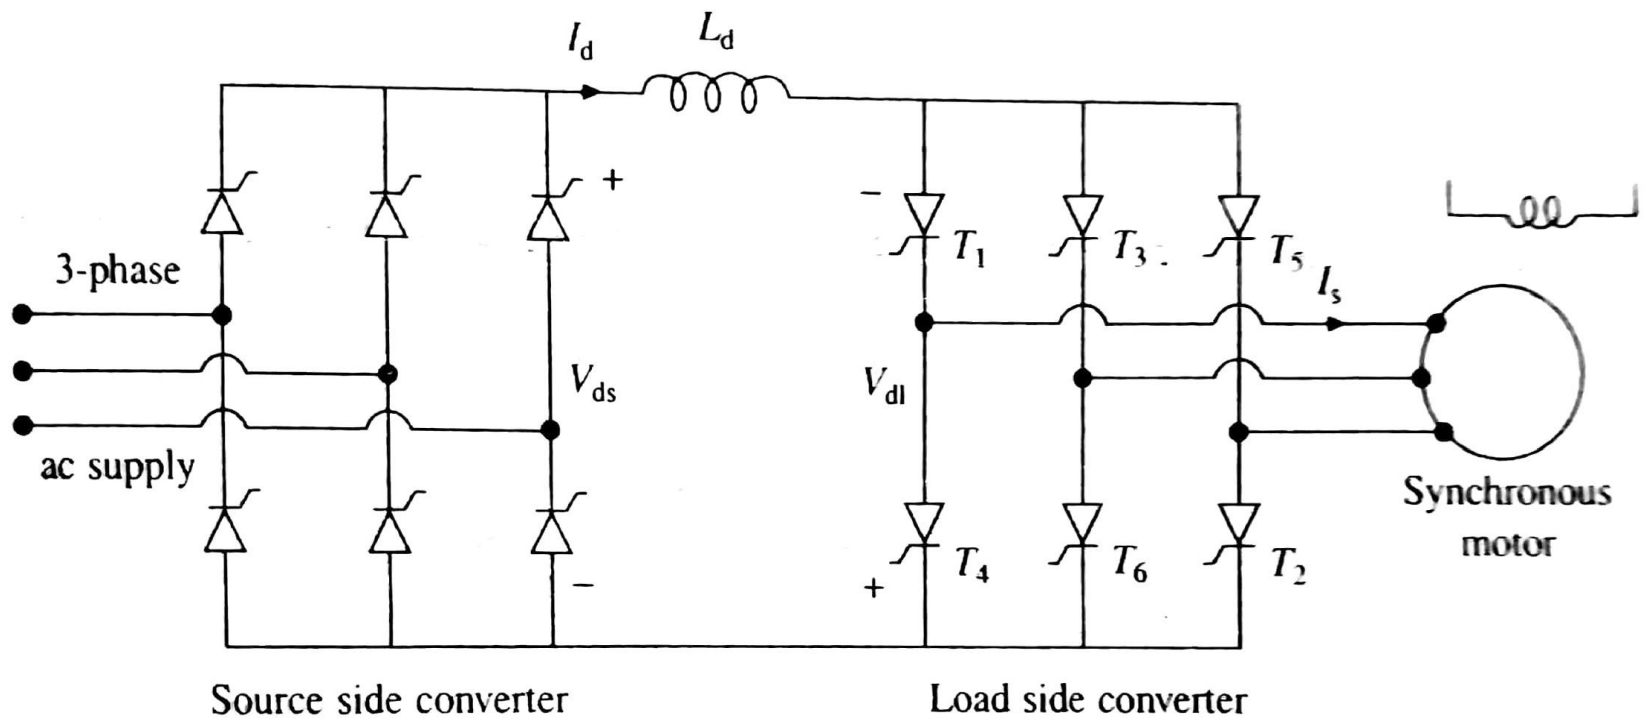 I_d
L_d
+
−
T_1
T_3
T_5
3-phase
I_s
V_ds
V_dl
ac supply
Synchronous
motor
−
+
T_4
T_6
T_2
Source side converter
Load side converter